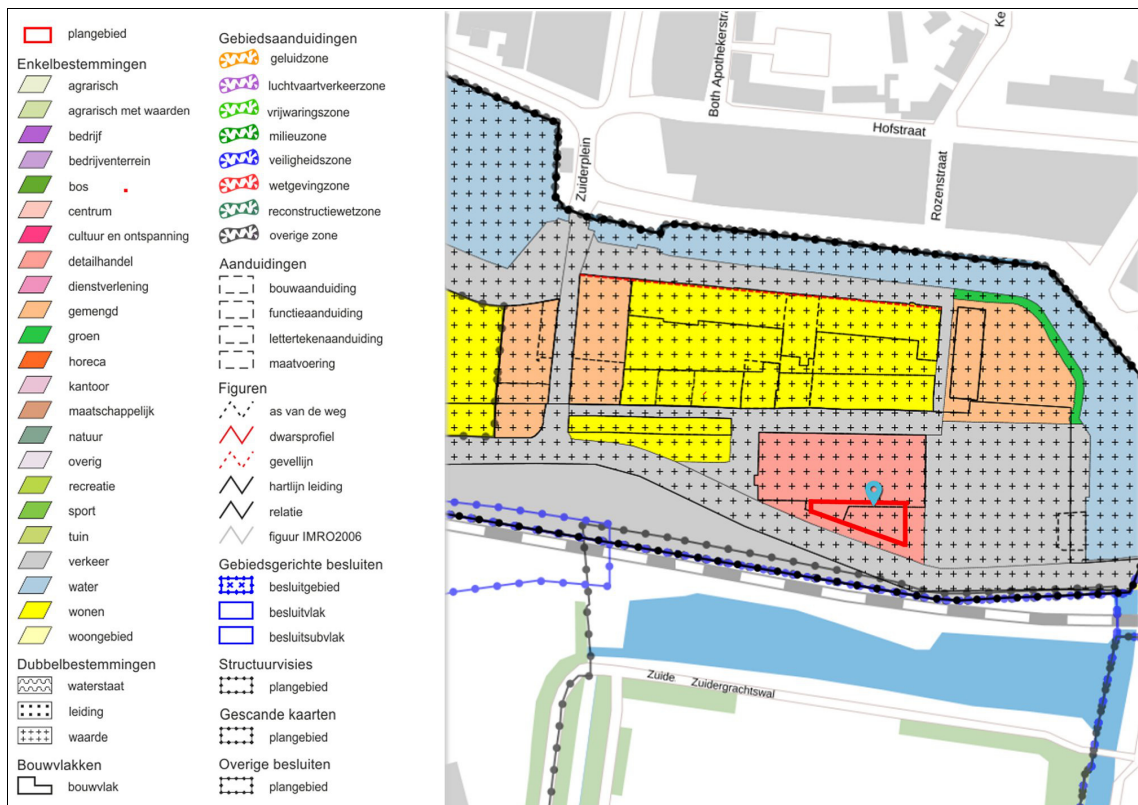 plangebied
Enkelbestemmingen
agrarisch
agrarisch met waarden
bedrijf
bedrijventerrein
bos
centrum
cultuur en ontspanning
detailhandel
dienstverlening
gemengd
groen
horeca
kantoor
maatschappelijk
natuur
overig
recreatie
sport
tuin
verkeer
water
wonen
woongebied
Dubbelbestemmingen
waterstaat
leiding
waarde
Bouwvlakken
bouwvlak
Gebiedsaanduidingen
geluidzone
luchtvaartverkeerzone
vrijwaringszone
milieuzone
veiligheidszone
wetgevingzone
reconstructiewetzone
overige zone
Aanduidingen
bouwaanduiding
functieaanduiding
lettertekenaanduiding
maatvoering
Figuren
as van de weg
dwarsprofiel
gevellijn
hartlijn leiding
relatie
figuur IMRO2006
Gebiedsgerichte besluiten
besluitgebied
besluitvlak
besluitsubvlak
Structuurvisies
plangebied
Gescande kaarten
plangebied
Overige besluiten
plangebied
Both Apothekerstra
Ke
Hofstraat
Zuiderplein
Rozenstraat
Zuide
Zuidergrachtswal